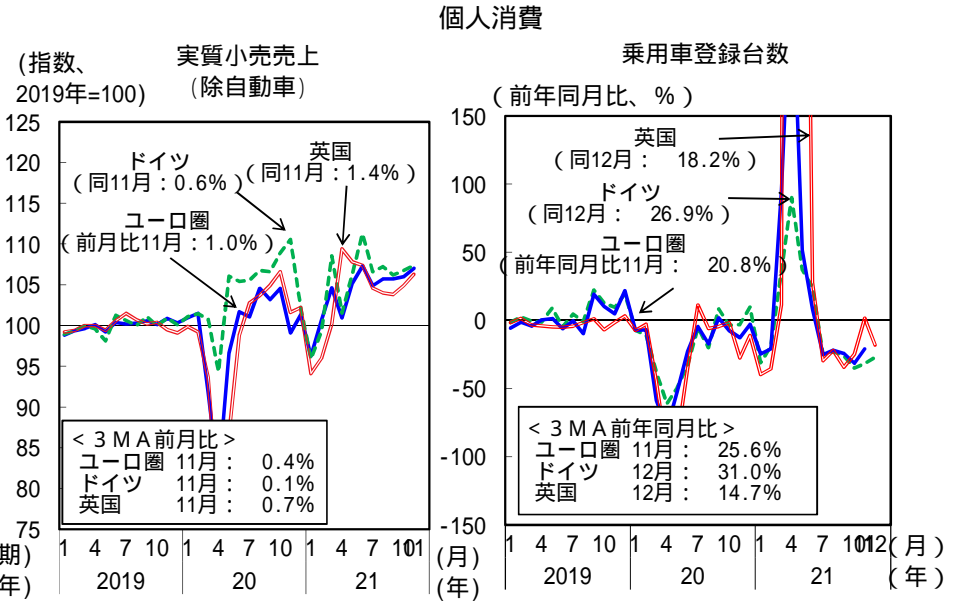 個人消費
実質小売売上
(除自動車)
(指数、
2019年=100)
125
120
115
110
105
100
95
90
85
80
75
ドイツ
(同11月：0.6%)
英国
(同11月：1.4%)
ユーロ圏
(前月比11月：1.0%)
<３ＭＡ前月比>
ユーロ圏 11月： 0.4%
ドイツ 11月： 0.1%
英国 11月： 0.7%
1 4 7 10 1 4 7 10 1 4 7 10
期) (月)
2019 20 21
年) (年)
乗用車登録台数
(前年同月比、%)
150
100
50
0
-50
-100
-150
英国
(同12月： 18.2%)
ドイツ
(同12月： 26.9%)
ユーロ圏
(前年同月比11月： 20.8%)
<３ＭＡ前年同月比>
ユーロ圏 11月： 25.6%
ドイツ 12月： 31.0%
英国 12月： 14.7%
1 4 7 10 1 4 7 10 1 4 7 10 12 (月)
2019 20 21 (年)